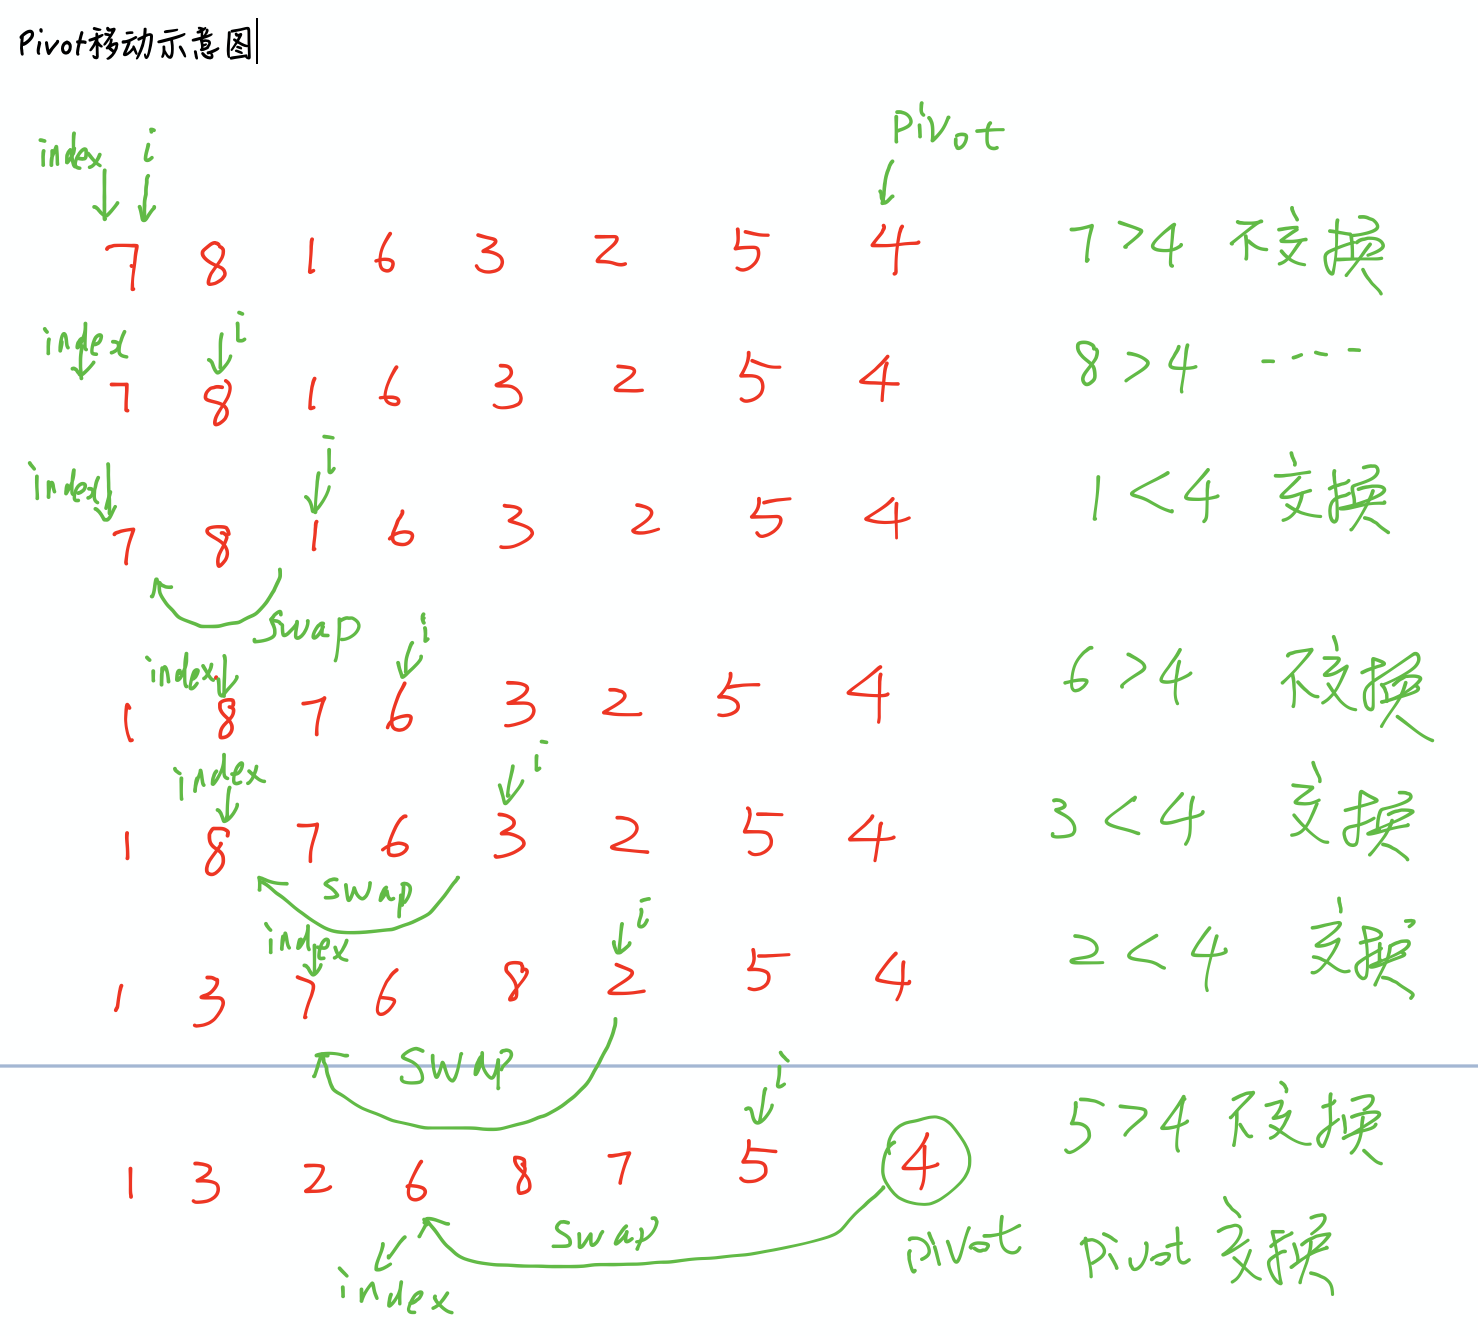 Pivot移动示意图
index i pivot
7 8 1 6 3 2 5 4 7>4 不交换
index i
7 8 1 6 3 2 5 4 8>4 ....
index i
7 8 1 6 3 2 5 4 1<4 交换
swap
index i
1 8 7 6 3 2 5 4 6>4 不交换
index i
1 8 7 6 3 2 5 4 3<4 交换
swap
index i
1 3 7 6 8 2 5 4 2<4 交换
swap
i
1 3 2 6 8 7 5 4 5>4 不交换
swap pivot pivot 交换
index